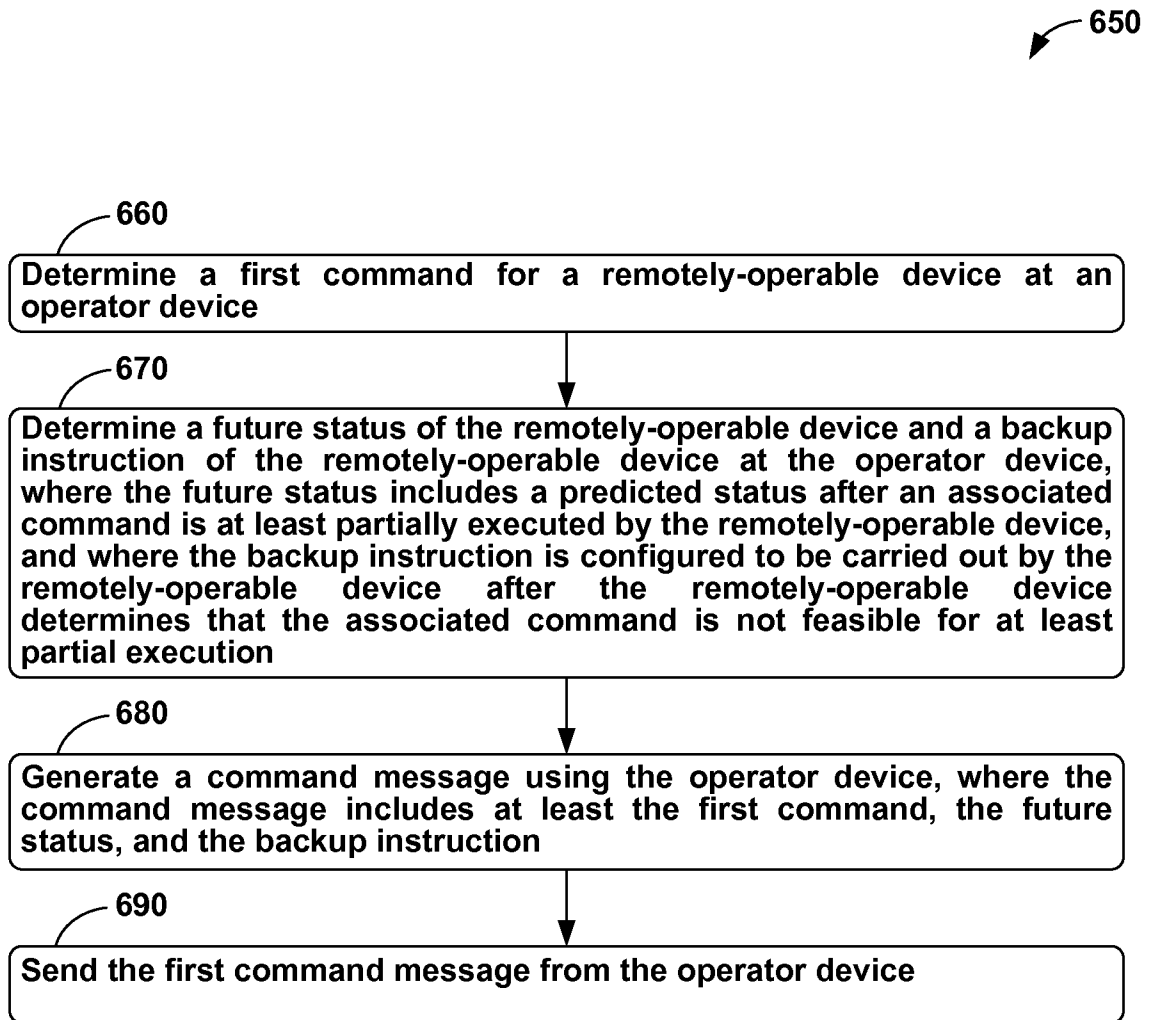 650
660
Determine a first command for a remotely-operable device at an
operator device
670
Determine a future status of the remotely-operable device and a backup
instruction of the remotely-operable device at the operator device,
where the future status includes a predicted status after an associated
command is at least partially executed by the remotely-operable device,
and where the backup instruction is configured to be carried out by the
remotely-operable device after the remotely-operable device
determines that the associated command is not feasible for at least
partial execution
680
Generate a command message using the operator device, where the
command message includes at least the first command, the future
status, and the backup instruction
690
Send the first command message from the operator device